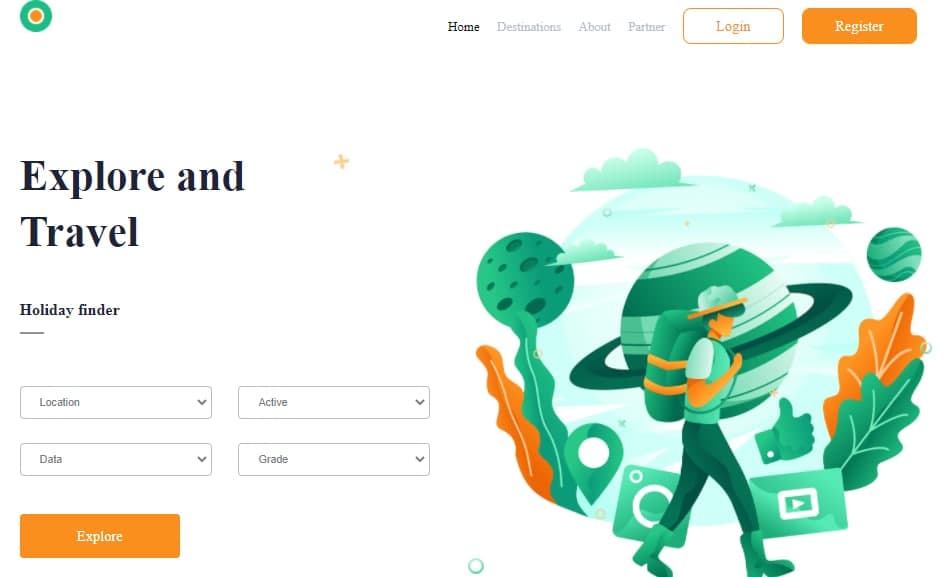 Home Destinations About Partner Login Register
Explore and
Travel
Holiday finder
Location Active
Data Grade
Explore